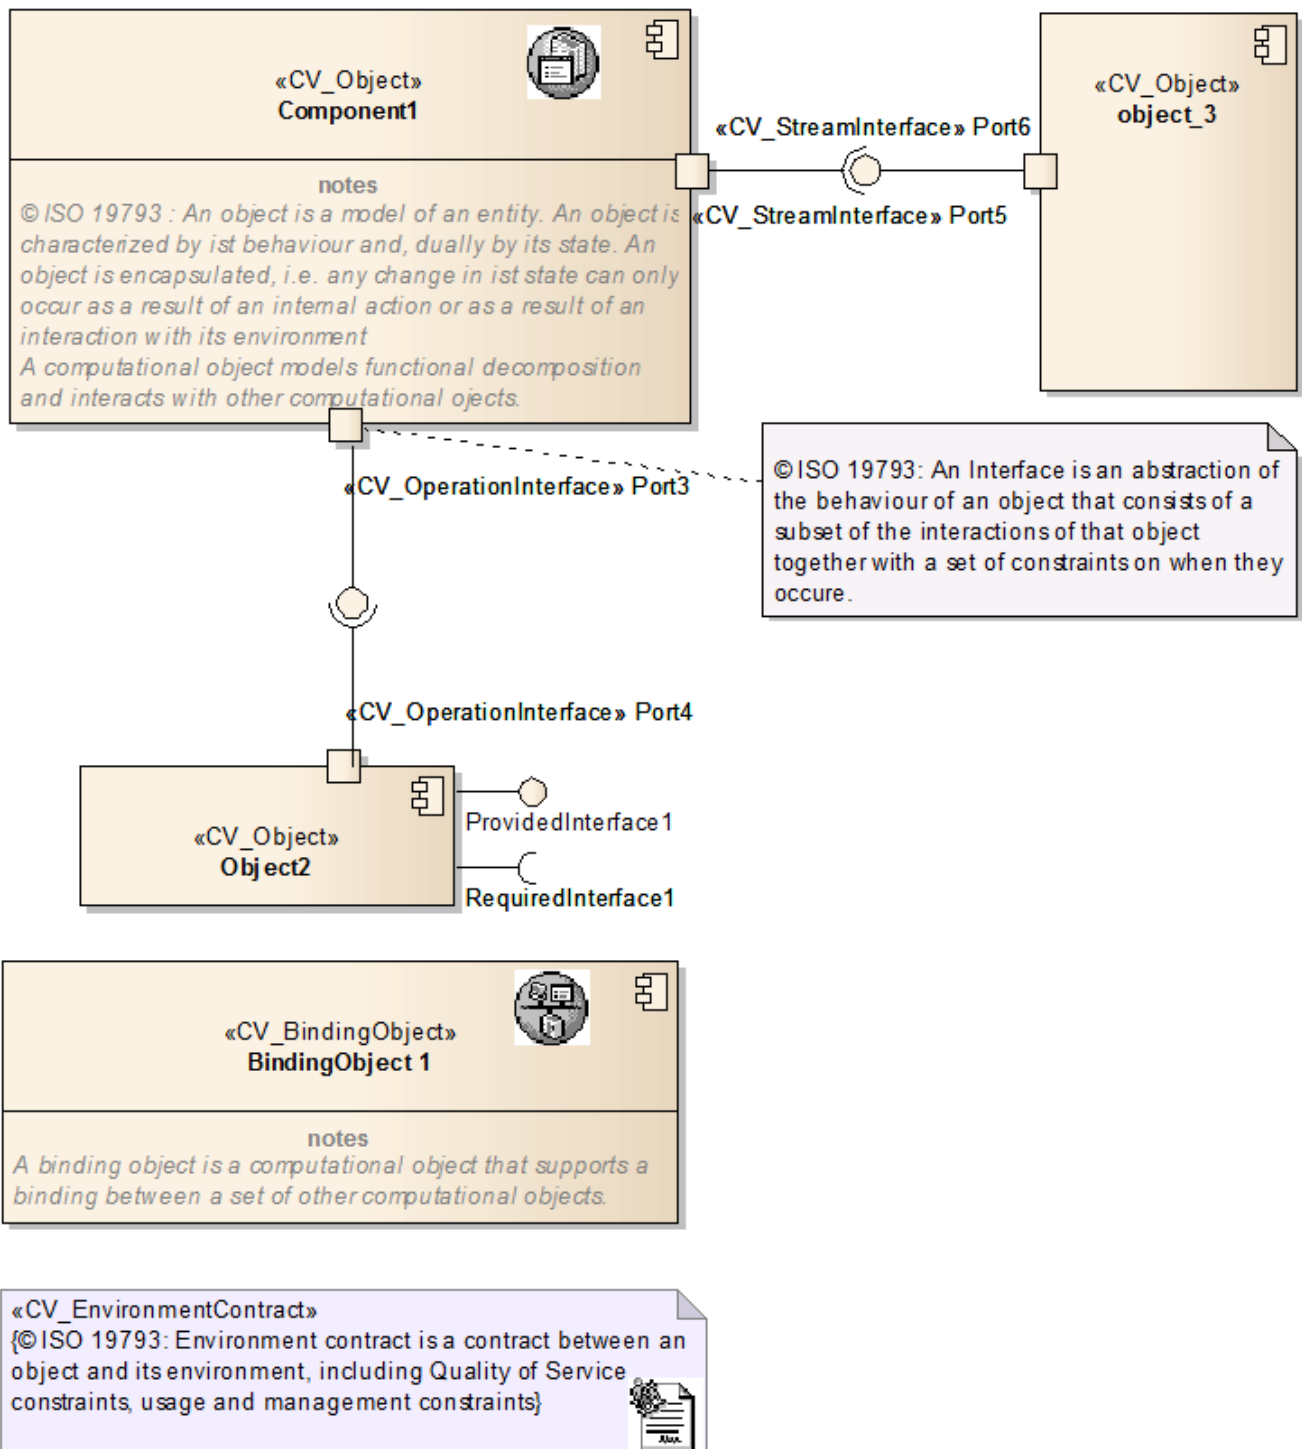 «CV_Object»
Component1
notes
© ISO 19793 : An object is a model of an entity. An object is
characterized by ist behaviour and, dually by its state. An
object is encapsulated, i.e. any change in ist state can only
occur as a result of an internal action or as a result of an
interaction with its environment
A computational object models functional decomposition
and interacts with other computational ojects.
«CV_StreamInterface» Port6
«CV_StreamInterface» Port5
«CV_Object»
object_3
«CV_OperationInterface» Port3
© ISO 19793: An Interface is an abstraction of
the behaviour of an object that consists of a
subset of the interactions of that object
together with a set of constraints on when they
occure.
«CV_OperationInterface» Port4
«CV_Object»
Object2
ProvidedInterface1
RequiredInterface1
«CV_BindingObject»
BindingObject 1
notes
A binding object is a computational object that supports a
binding between a set of other computational objects.
«CV_EnvironmentContract»
{© ISO 19793: Environment contract is a contract between an
object and its environment, including Quality of Service
constraints, usage and management constraints}